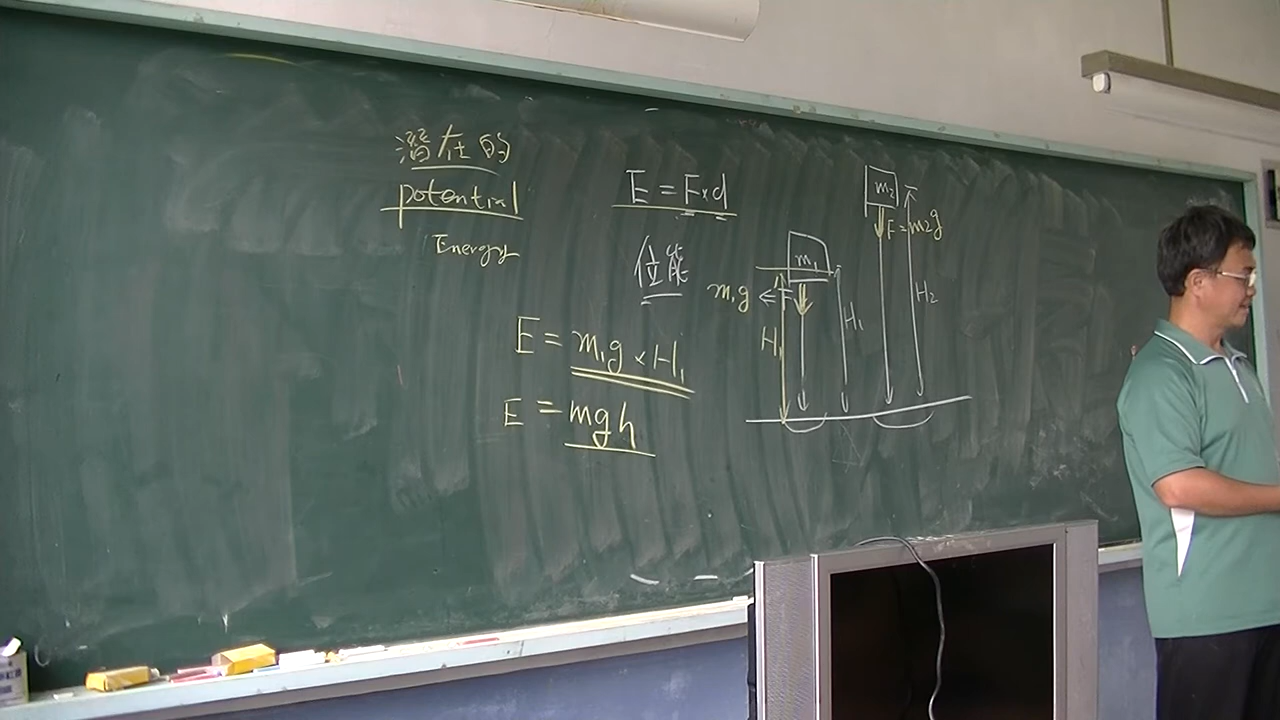 潛在的
potential
Energy
E = F×d
位能
E = m₁g × H₁
E = mgh
m₁
m₁g ← F
H₁
H₁
m₂
F = m₂g
H₂